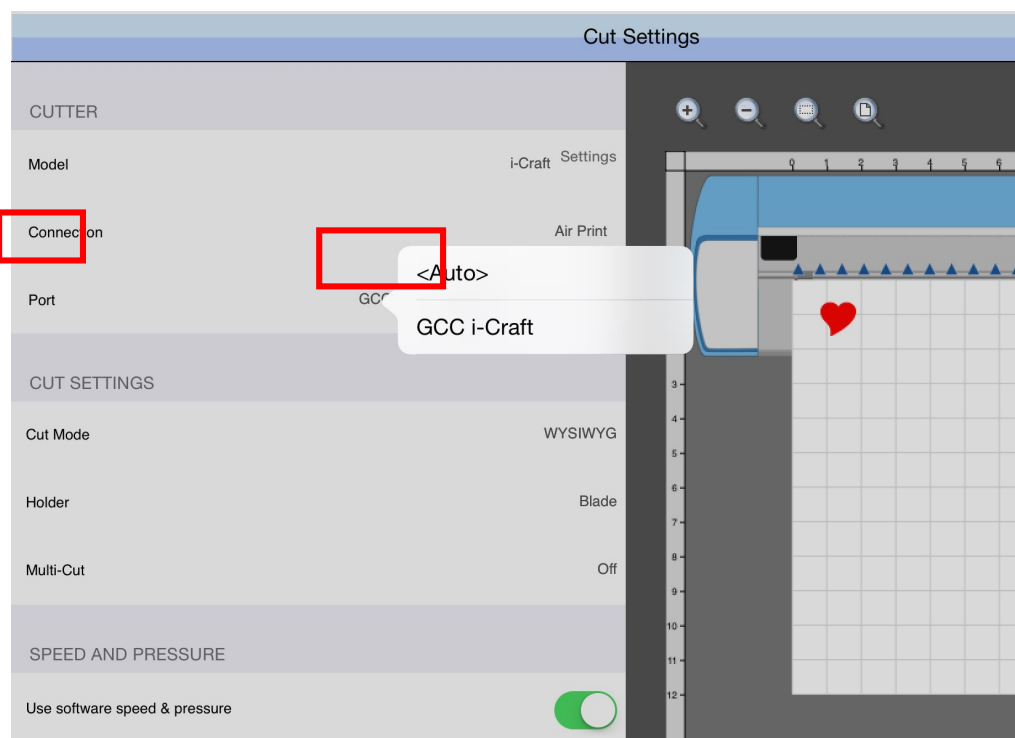 Cut Settings
CUTTER
Model i-Craft Settings
Connection Air Print
Port GCC
<Auto>
GCC i-Craft
CUT SETTINGS
Cut Mode WYSIWYG
Holder Blade
Multi-Cut Off
SPEED AND PRESSURE
Use software speed & pressure
0 1 2 3 4 5 6
3
4
5
6
7
8
9
10
11
12